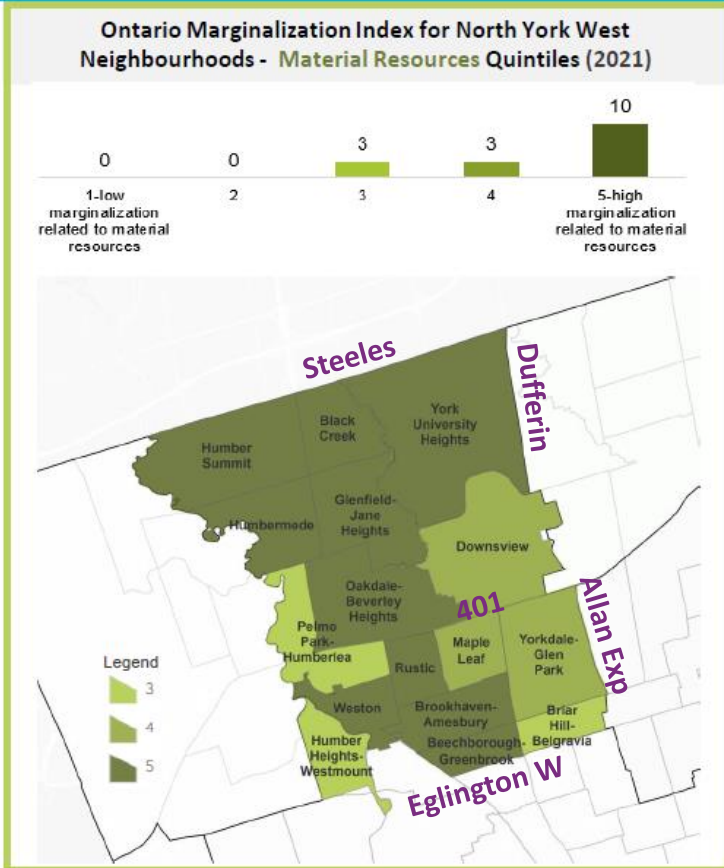 Ontario Marginalization Index for North York West
Neighbourhoods - Material Resources Quintiles (2021)
0
0
3
3
10
1-low
marginalization
related to material
resources
2
3
4
5-high
marginalization
related to material
resources
Steeles
Dufferin
York
University
Heights
Black
Creek
Humber
Summit
Glenfield-
Jane
Heights
Humbermede
Downsview
Oakdale-
Beverley
Heights
401
Allan Exp
Pelmo
Park-
Humberlea
Maple
Leaf
Yorkdale-
Glen
Park
Rustic
Legend
3
4
5
Weston
Brookhaven-
Amesbury
Briar
Hill-
Belgravia
Humber
Heights-
Westmount
Beechborough-
Greenbrook
Eglington W